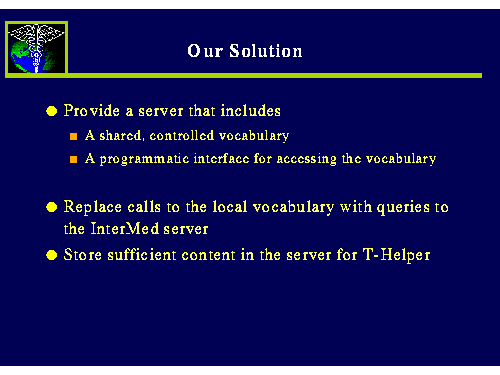 Our Solution
Provide a server that includes
A shared, controlled vocabulary
A programmatic interface for accessing the vocabulary
Replace calls to the local vocabulary with queries to
the InterMed server
Store sufficient content in the server for T-Helper